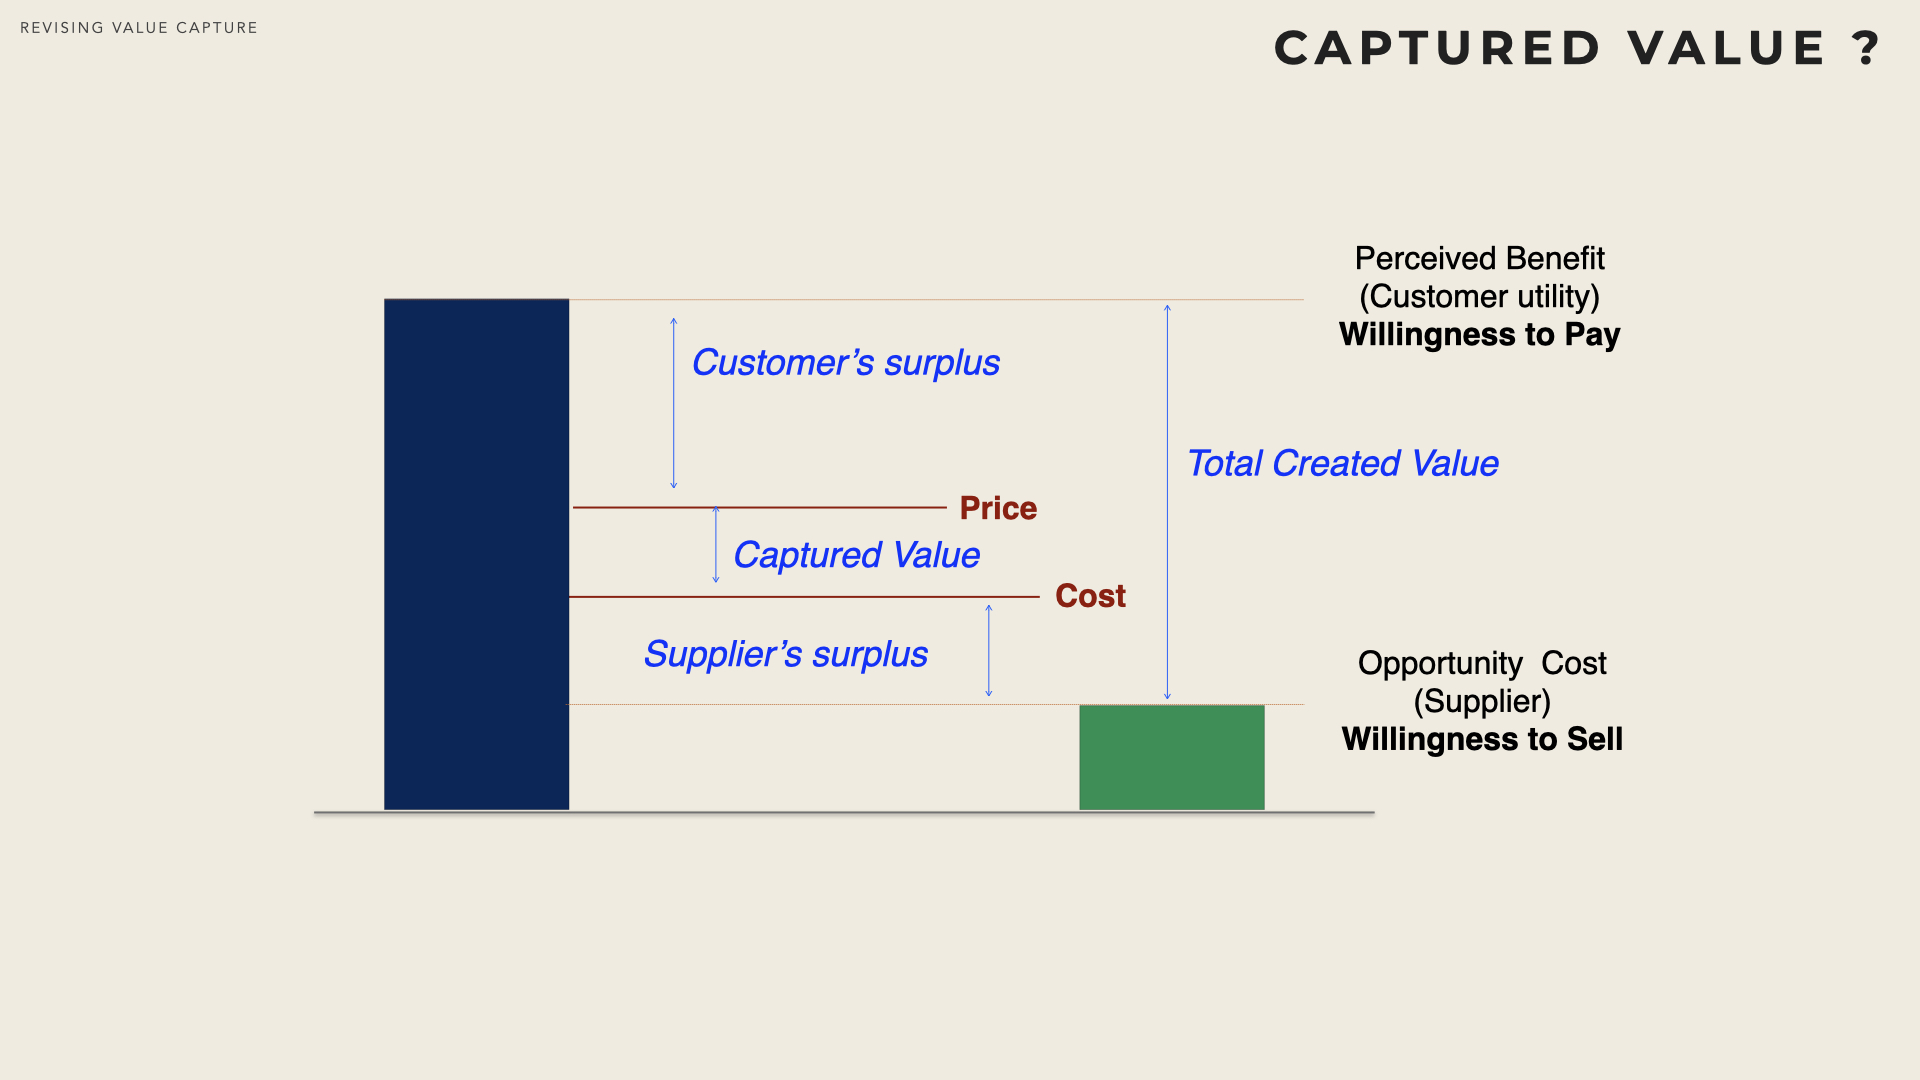 REVISING VALUE CAPTURE
CAPTURED VALUE ?
Perceived Benefit
(Customer utility)
Willingness to Pay
Customer’s surplus
Total Created Value
Price
Captured Value
Cost
Supplier’s surplus
Opportunity  Cost
(Supplier)
Willingness to Sell